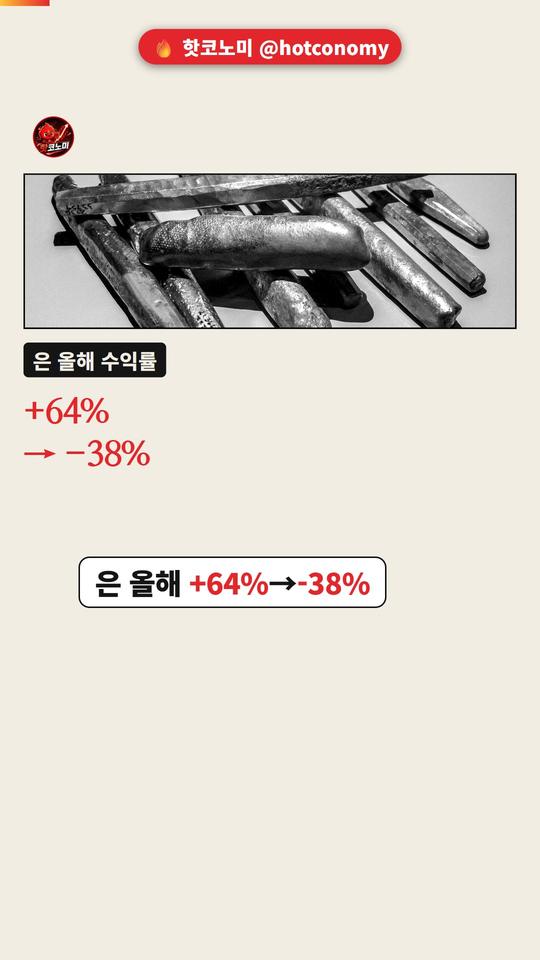 🔥 핫코노미 @hotconomy
핫코노미
은 올해 수익률
+64%
→ −38%
은 올해 +64%→-38%